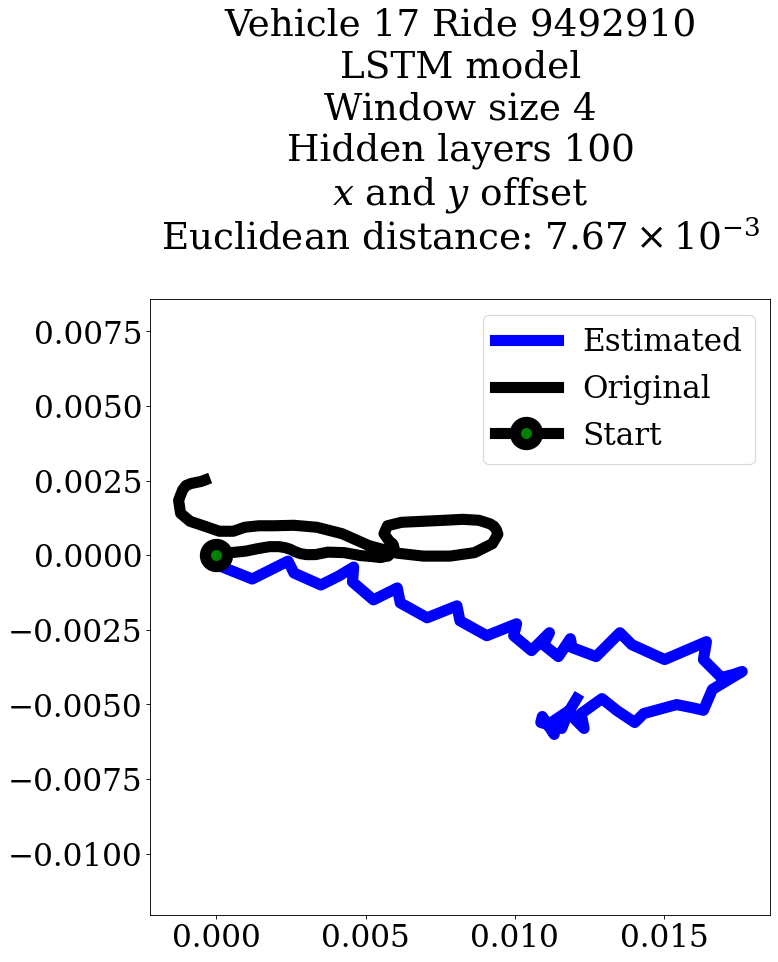 Vehicle 17 Ride 9492910
LSTM model
Window size 4
Hidden layers 100
x and y offset
Euclidean distance: 7.67 × 10⁻³
Estimated
Original
Start
0.0075
0.0050
0.0025
0.0000
−0.0025
−0.0050
−0.0075
−0.0100
0.000 0.005 0.010 0.015